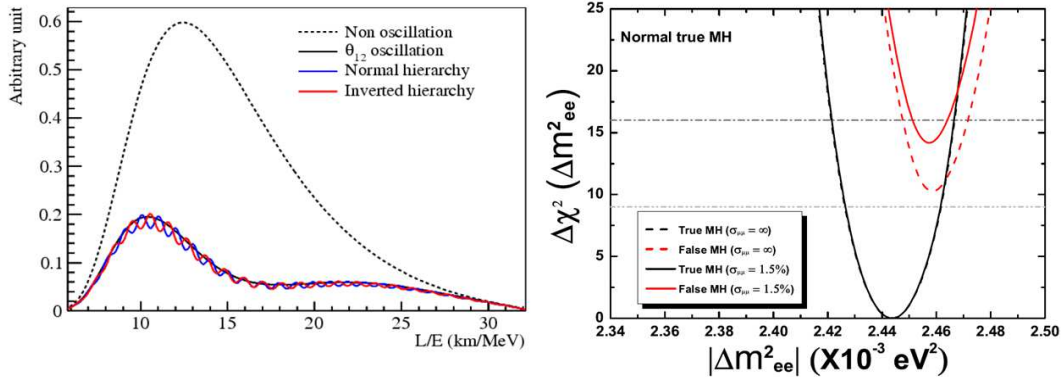 Arbitrary unit
0.6
0.5
0.4
0.3
0.2
0.1
0
Non oscillation
θ₁₂ oscillation
Normal hierarchy
Inverted hierarchy
10 15 20 25 30
L/E (km/MeV)
Δχ² (Δm²ee)
25
20
15
10
5
0
Normal true MH
True MH (σμμ = ∞)
False MH (σμμ = ∞)
True MH (σμμ = 1.5%)
False MH (σμμ = 1.5%)
2.34 2.36 2.38 2.40 2.42 2.44 2.46 2.48 2.50
|Δm²ee| (X10⁻³ eV²)